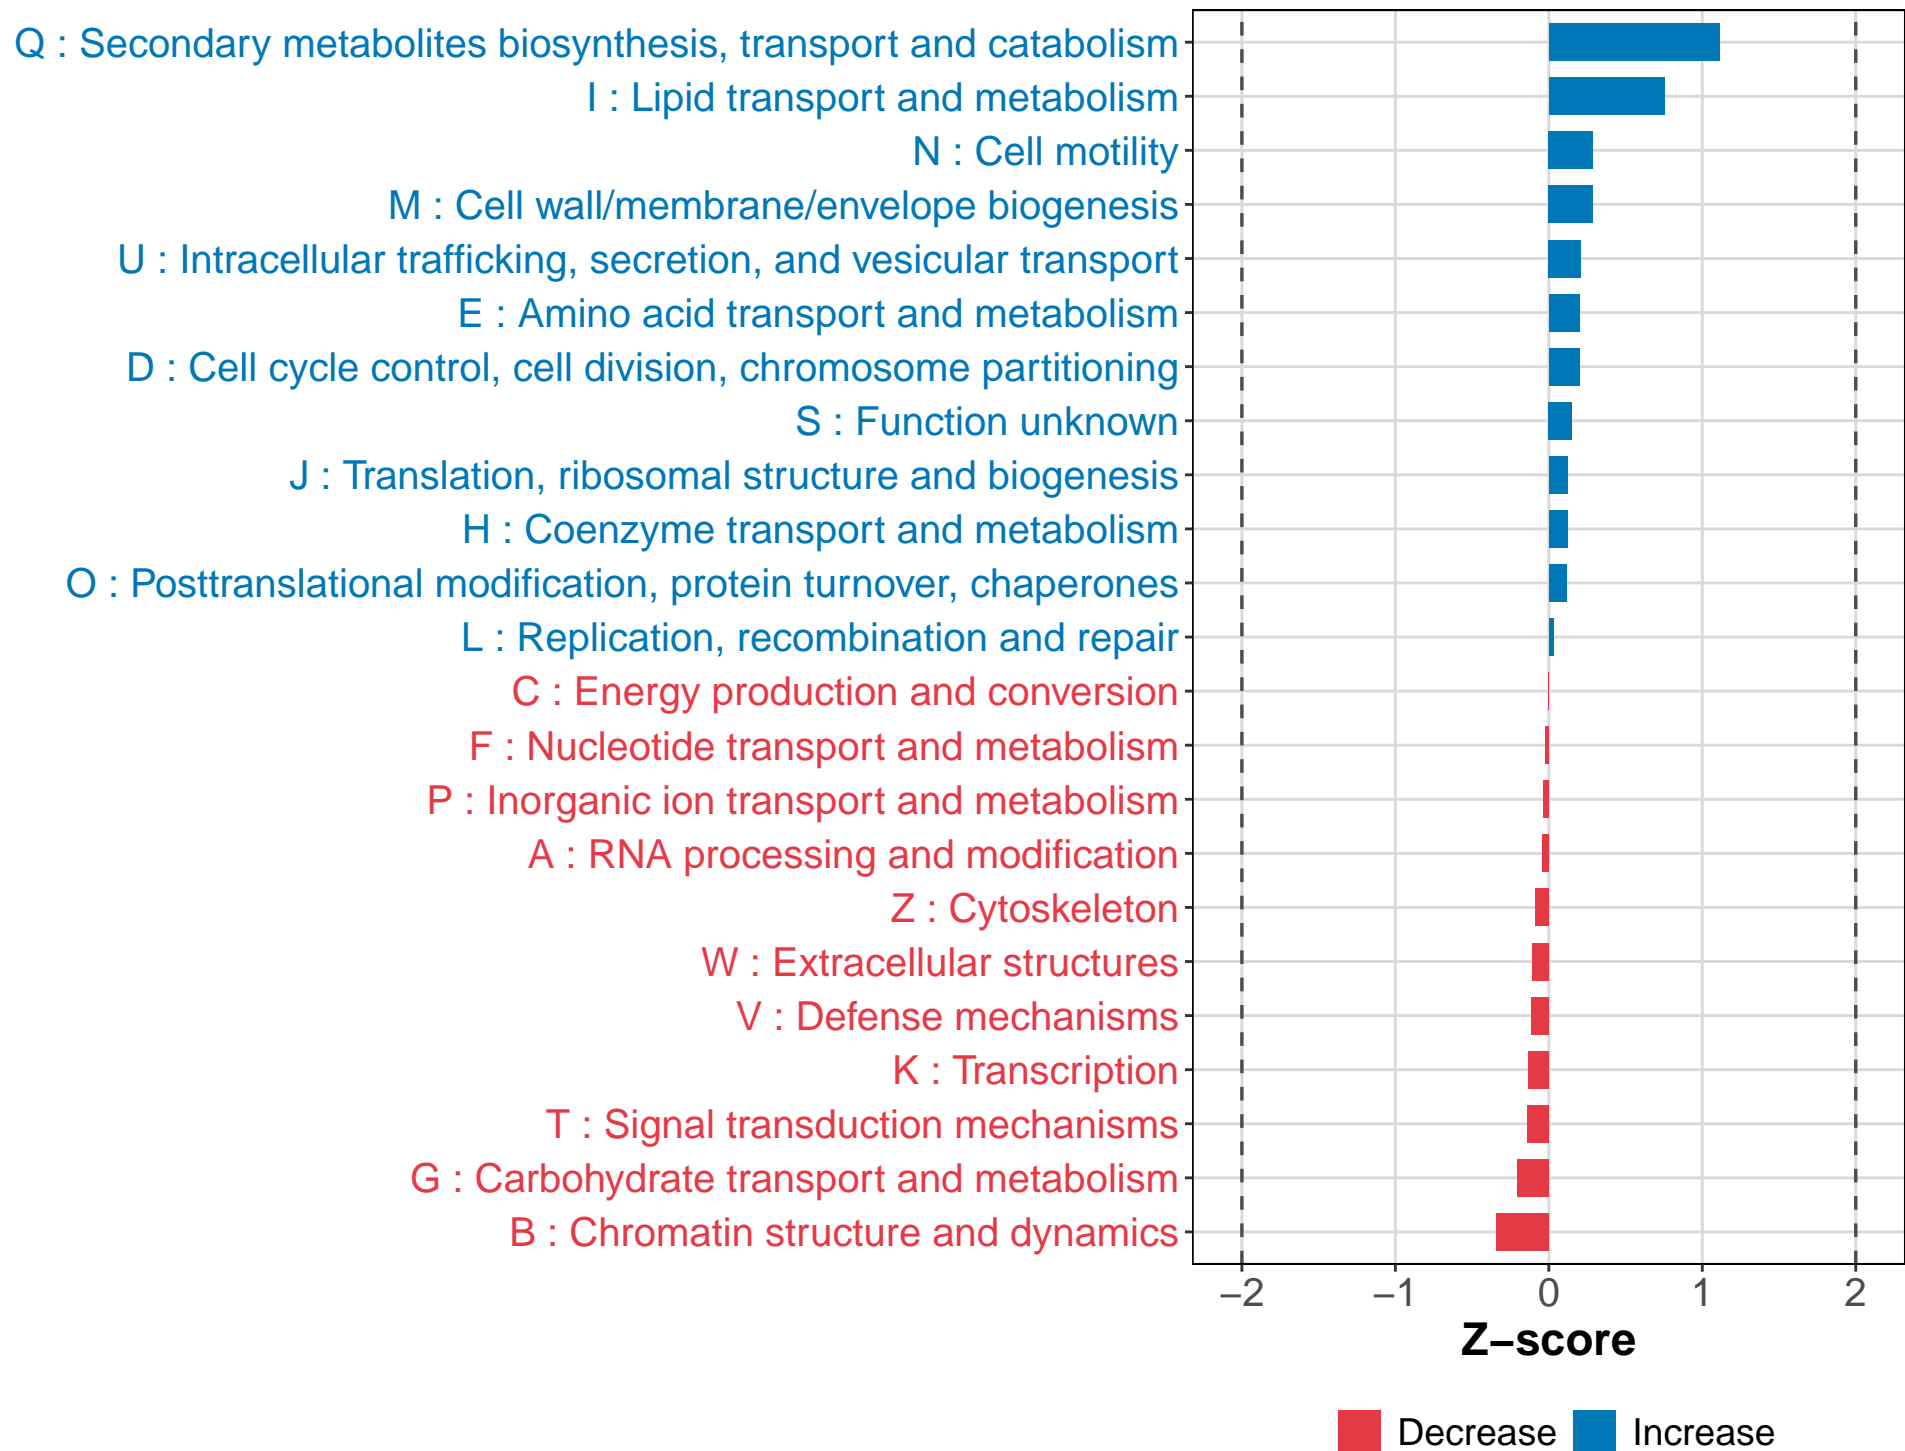 Q : Secondary metabolites biosynthesis, transport and catabolism
I : Lipid transport and metabolism
N : Cell motility
M : Cell wall/membrane/envelope biogenesis
U : Intracellular trafficking, secretion, and vesicular transport
E : Amino acid transport and metabolism
D : Cell cycle control, cell division, chromosome partitioning
S : Function unknown
J : Translation, ribosomal structure and biogenesis
H : Coenzyme transport and metabolism
O : Posttranslational modification, protein turnover, chaperones
L : Replication, recombination and repair
C : Energy production and conversion
F : Nucleotide transport and metabolism
P : Inorganic ion transport and metabolism
A : RNA processing and modification
Z : Cytoskeleton
W : Extracellular structures
V : Defense mechanisms
K : Transcription
T : Signal transduction mechanisms
G : Carbohydrate transport and metabolism
B : Chromatin structure and dynamics
−2 −1 0 1 2
Z−score
Decrease Increase